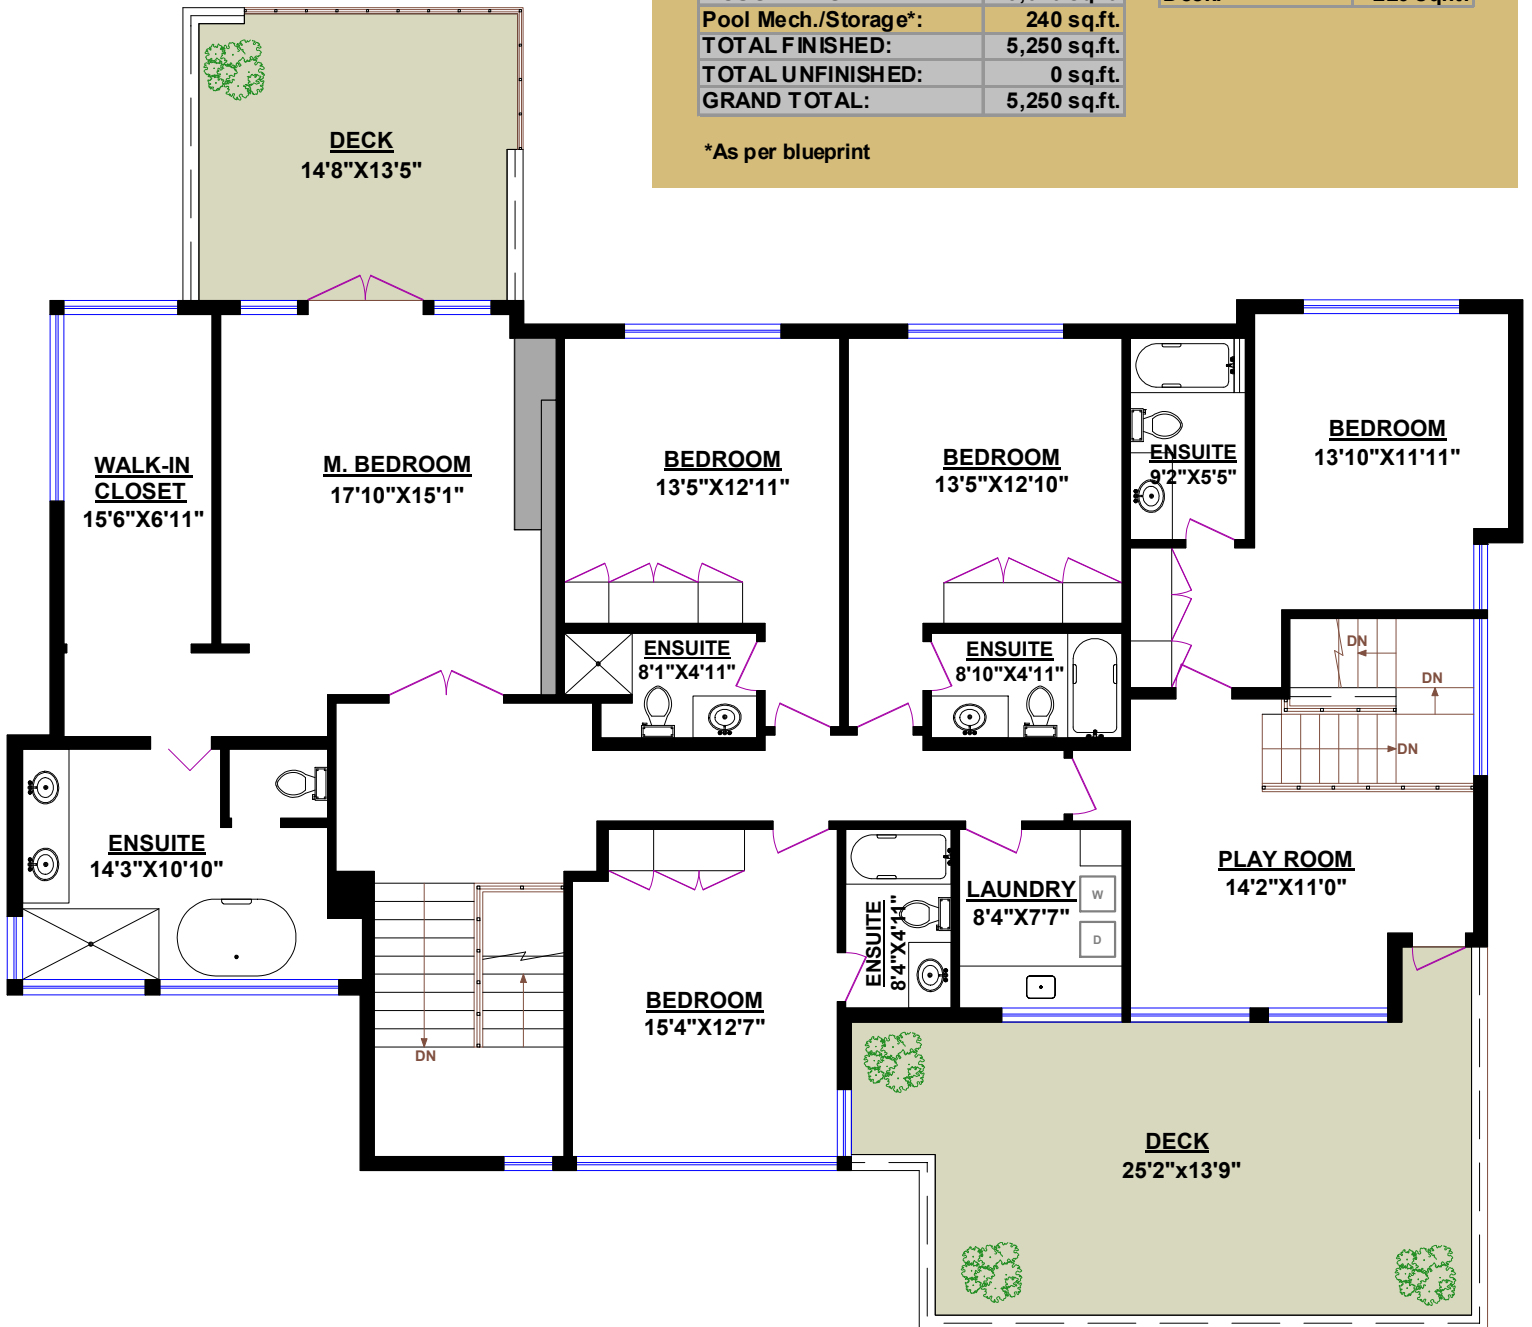 Pool Mech./Storage*: 240 sq.ft.
TOTAL FINISHED: 5,250 sq.ft.
TOTAL UNFINISHED: 0 sq.ft.
GRAND TOTAL: 5,250 sq.ft.
*As per blueprint
DECK
14'8"X13'5"
WALK-IN
CLOSET
15'6"X6'11"
M. BEDROOM
17'10"X15'1"
BEDROOM
13'5"X12'11"
BEDROOM
13'5"X12'10"
ENSUITE
9'2"X5'5"
BEDROOM
13'10"X11'11"
ENSUITE
8'1"X4'11"
ENSUITE
8'10"X4'11"
DN
DN
DN
ENSUITE
14'3"X10'10"
PLAY ROOM
14'2"X11'0"
LAUNDRY
8'4"X7'7"
W
D
ENSUITE
8'4"X4'11"
BEDROOM
15'4"X12'7"
DN
DECK
25'2"x13'9"